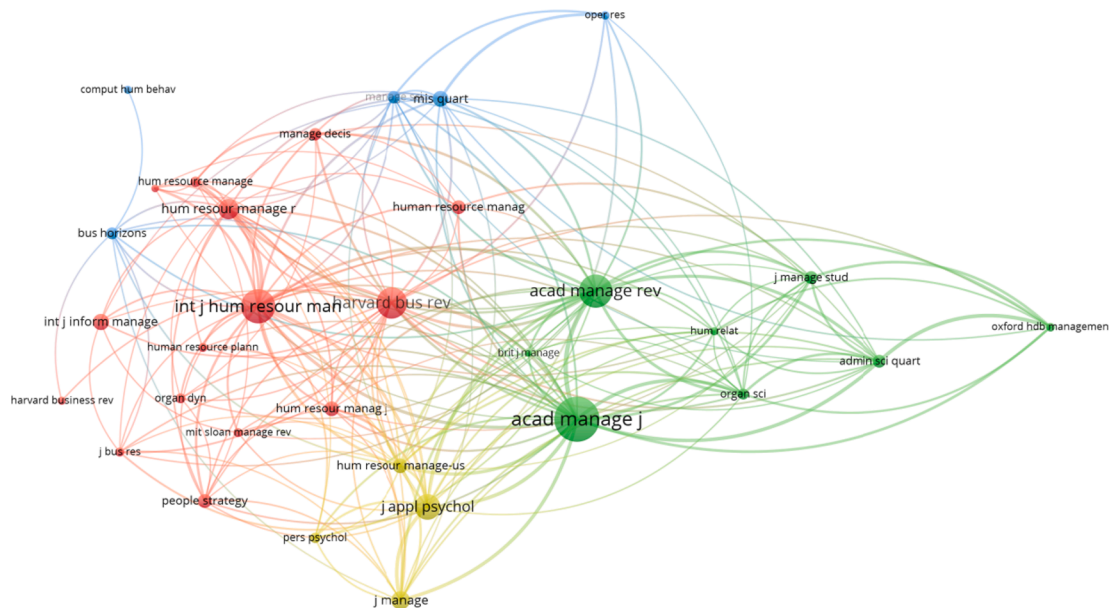 oper res
comput hum behav
mis quart
manage decis
hum resource manage
hum resour manage r
human resource manag
bus horizons
j manage stud
acad manage rev
int j hum resour man
harvard bus rev
int j inform manage
oxford hdb managemen
hum relat
human resource plann
brit j manage
admin sci quart
organ sci
organ dyn
harvard business rev
hum resour manag j
acad manage j
mit sloan manage rev
j bus res
hum resour manage-us
people strategy
j appl psychol
pers psychol
j manage